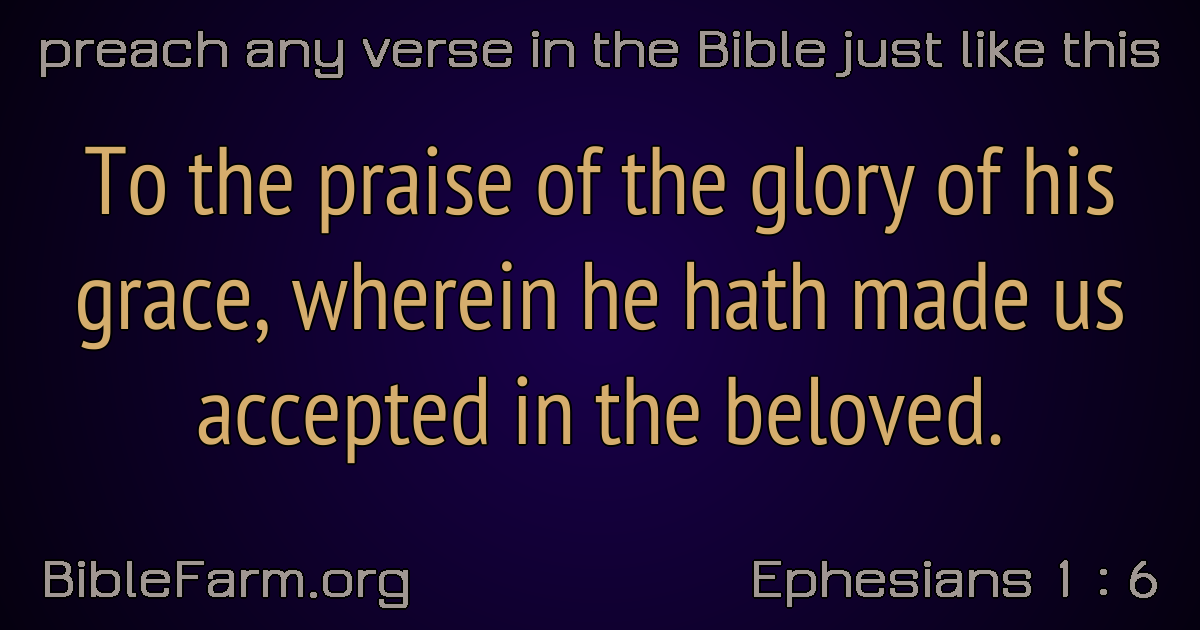 preach any verse in the Bible just like this
To the praise of the glory of his
grace, wherein he hath made us
accepted in the beloved.
BibleFarm.org
Ephesians 1 : 6